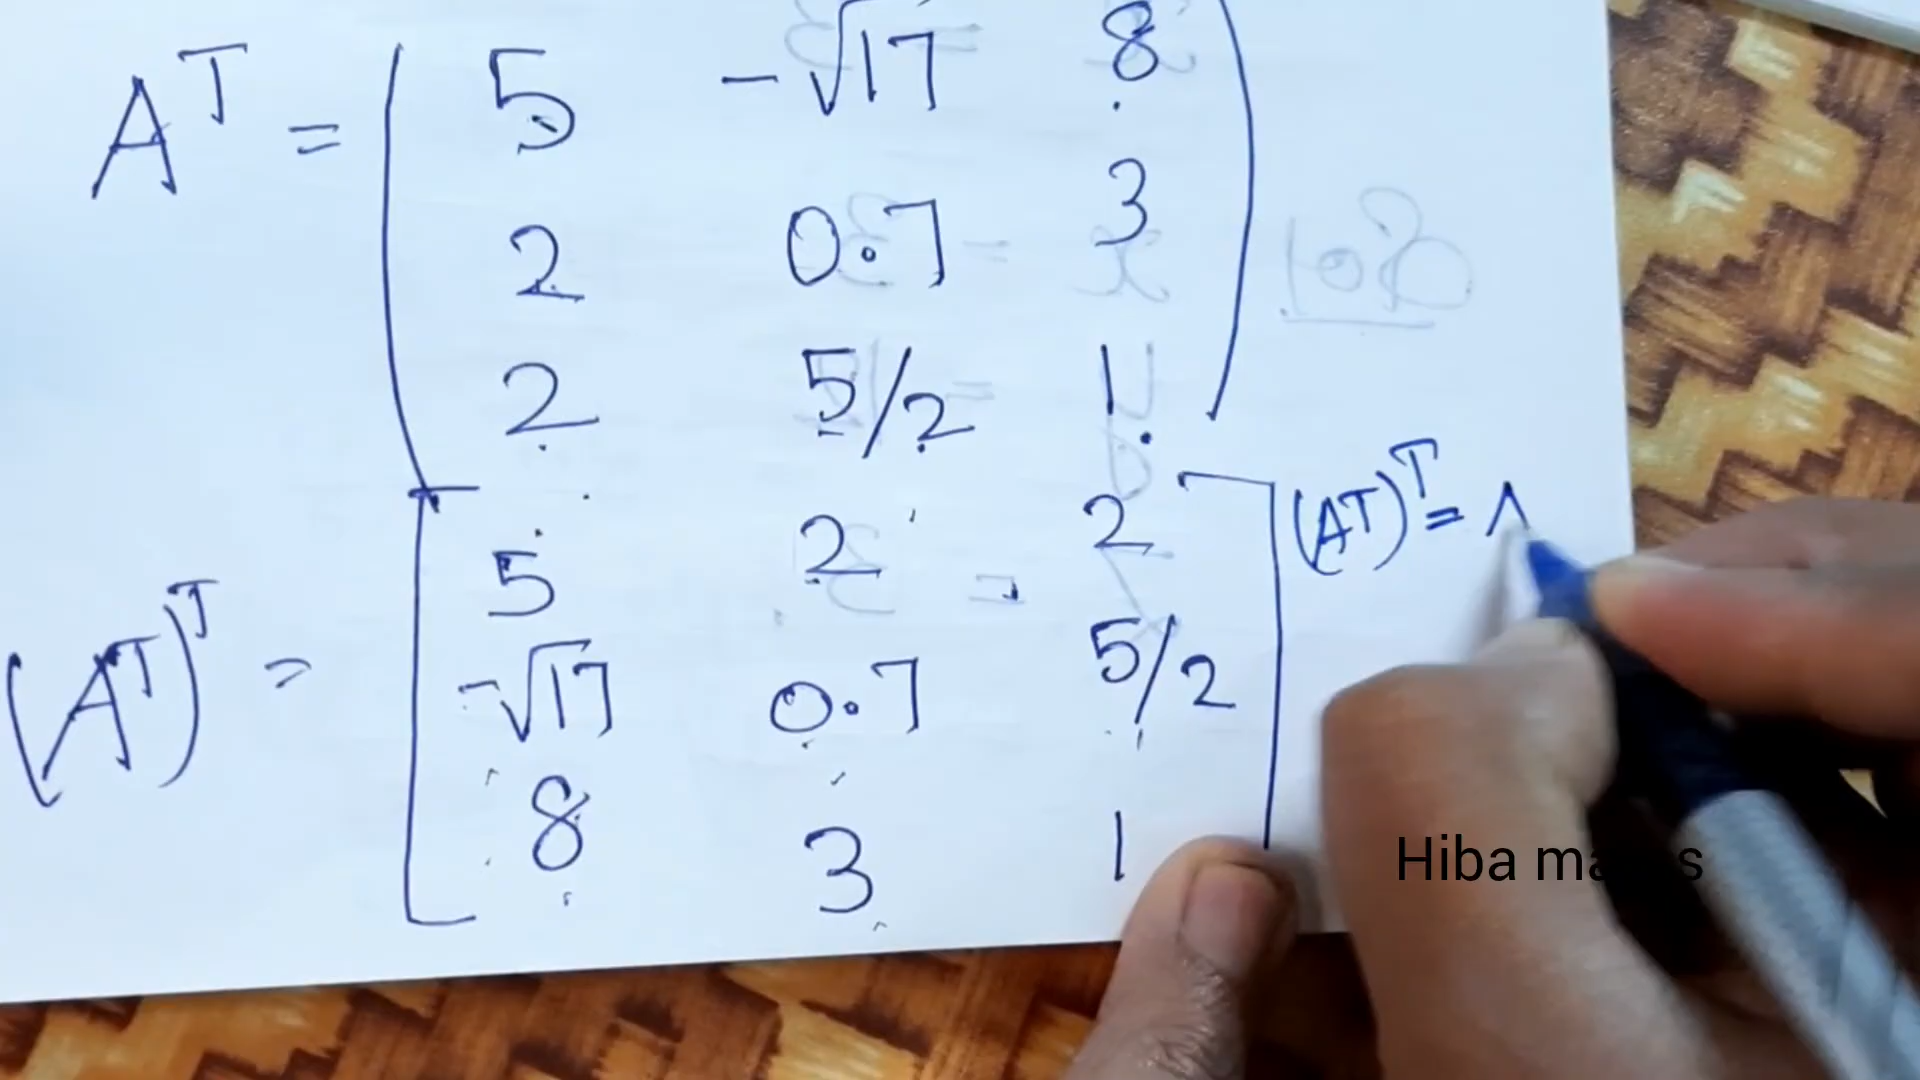 A^T = ( 5 -√17 8
2 0.7 3
2 5/2 1 )
(A^T)^T = [ 5 2 2
-√17 0.7 5/2
8 3 1 ]
(AT)^T = A
Hiba